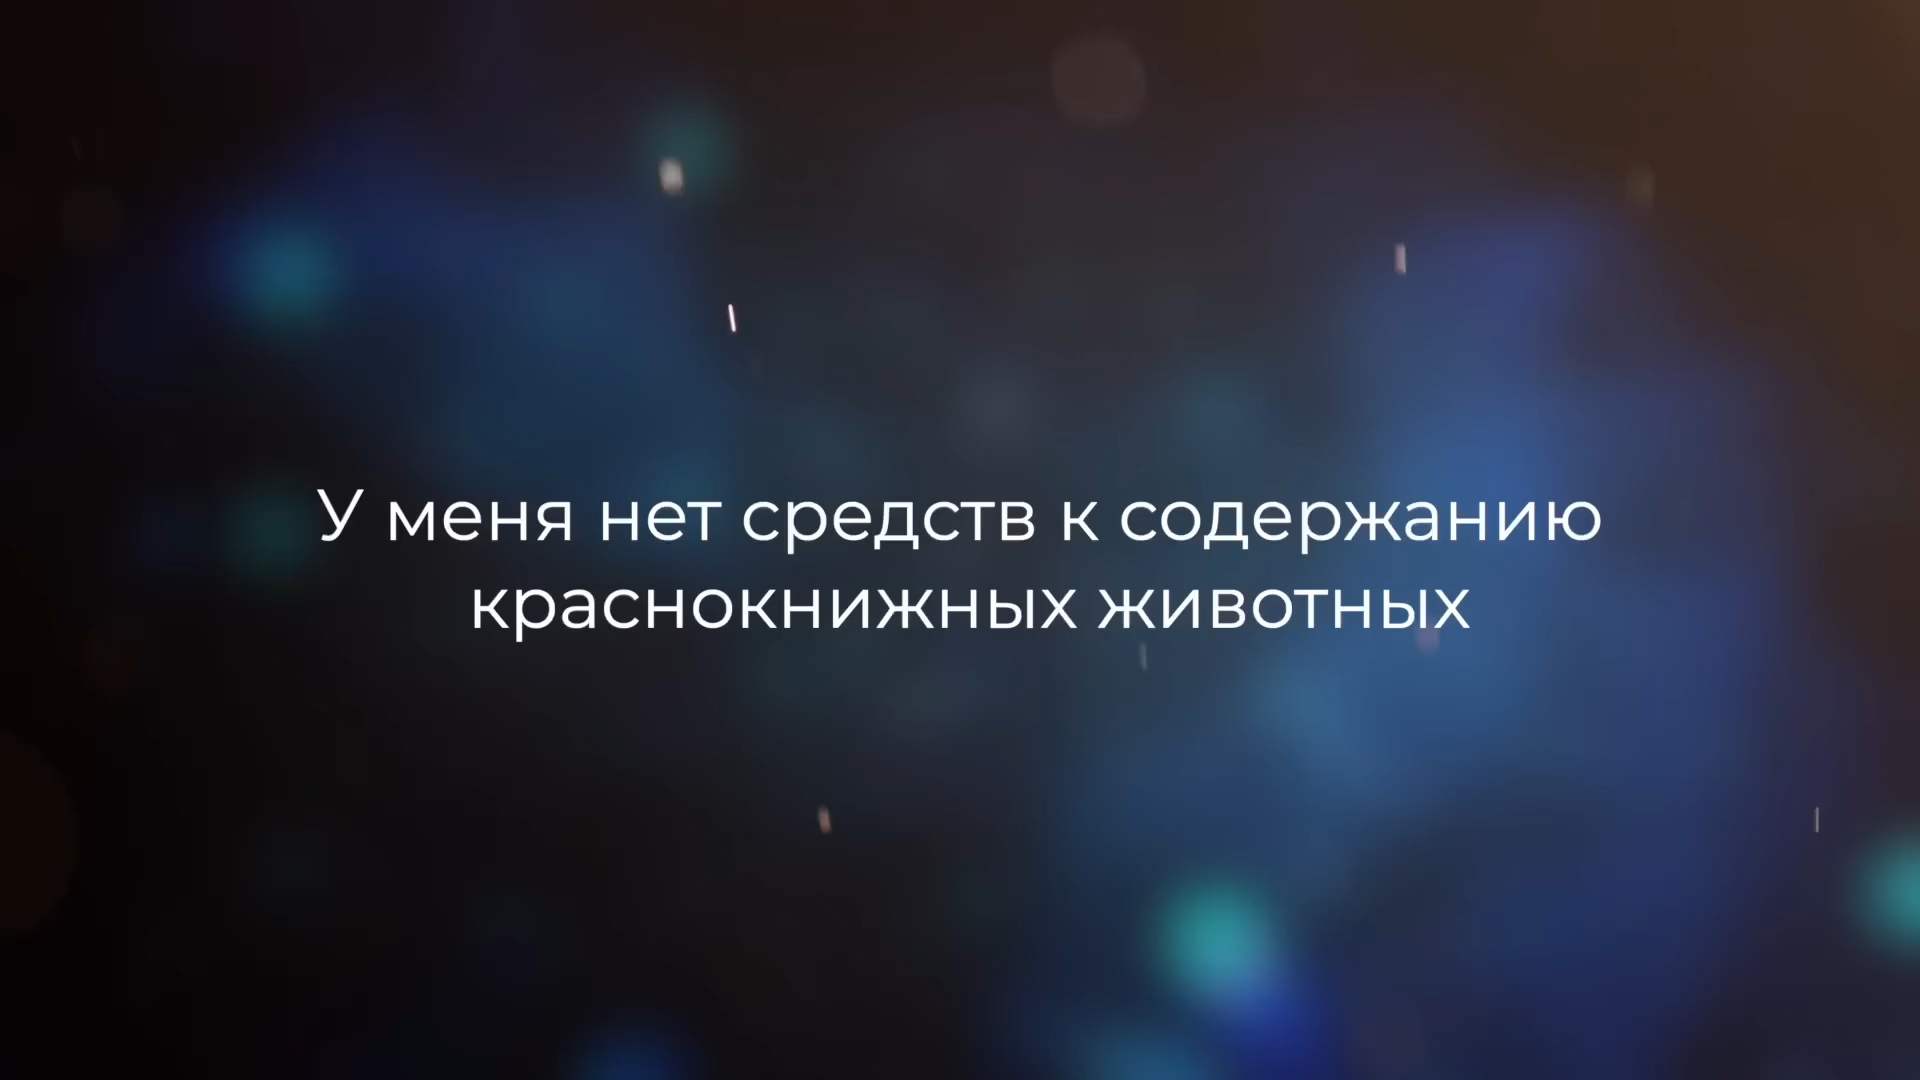 У меня нет средств к содержанию
краснокнижных животных